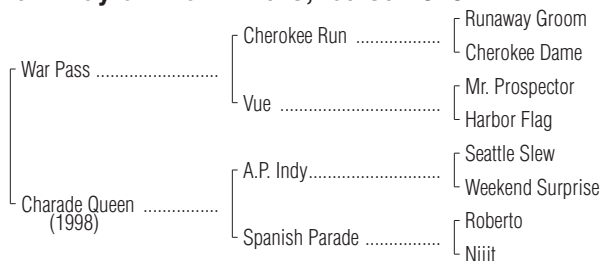 Runaway Groom
Cherokee Run ..........................
Cherokee Dame
War Pass ..........................
Mr. Prospector
Vue ..................................
Harbor Flag
Seattle Slew
A.P. Indy............................
Weekend Surprise
Charade Queen ................
(1998)
Roberto
Spanish Parade ................
Nijit